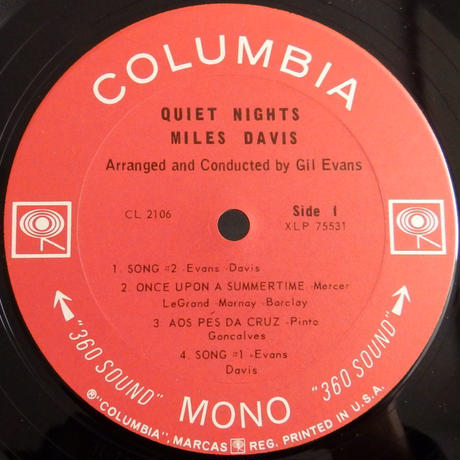 COLUMBIA
QUIET NIGHTS
MILES DAVIS
Arranged and Conducted by Gil Evans
CL 2106
Side 1
XLP 75531
1. SONG #2 -Evans -Davis
2. ONCE UPON A SUMMERTIME -Mercer
LeGrand -Marnay -Barclay
3. AOS PÉS DA CRUZ -Pinto
Goncalves
4. SONG #1 -Evans
Davis
"360 SOUND"
MONO
"360 SOUND"
®"COLUMBIA", MARCAS REG. PRINTED IN U.S.A.